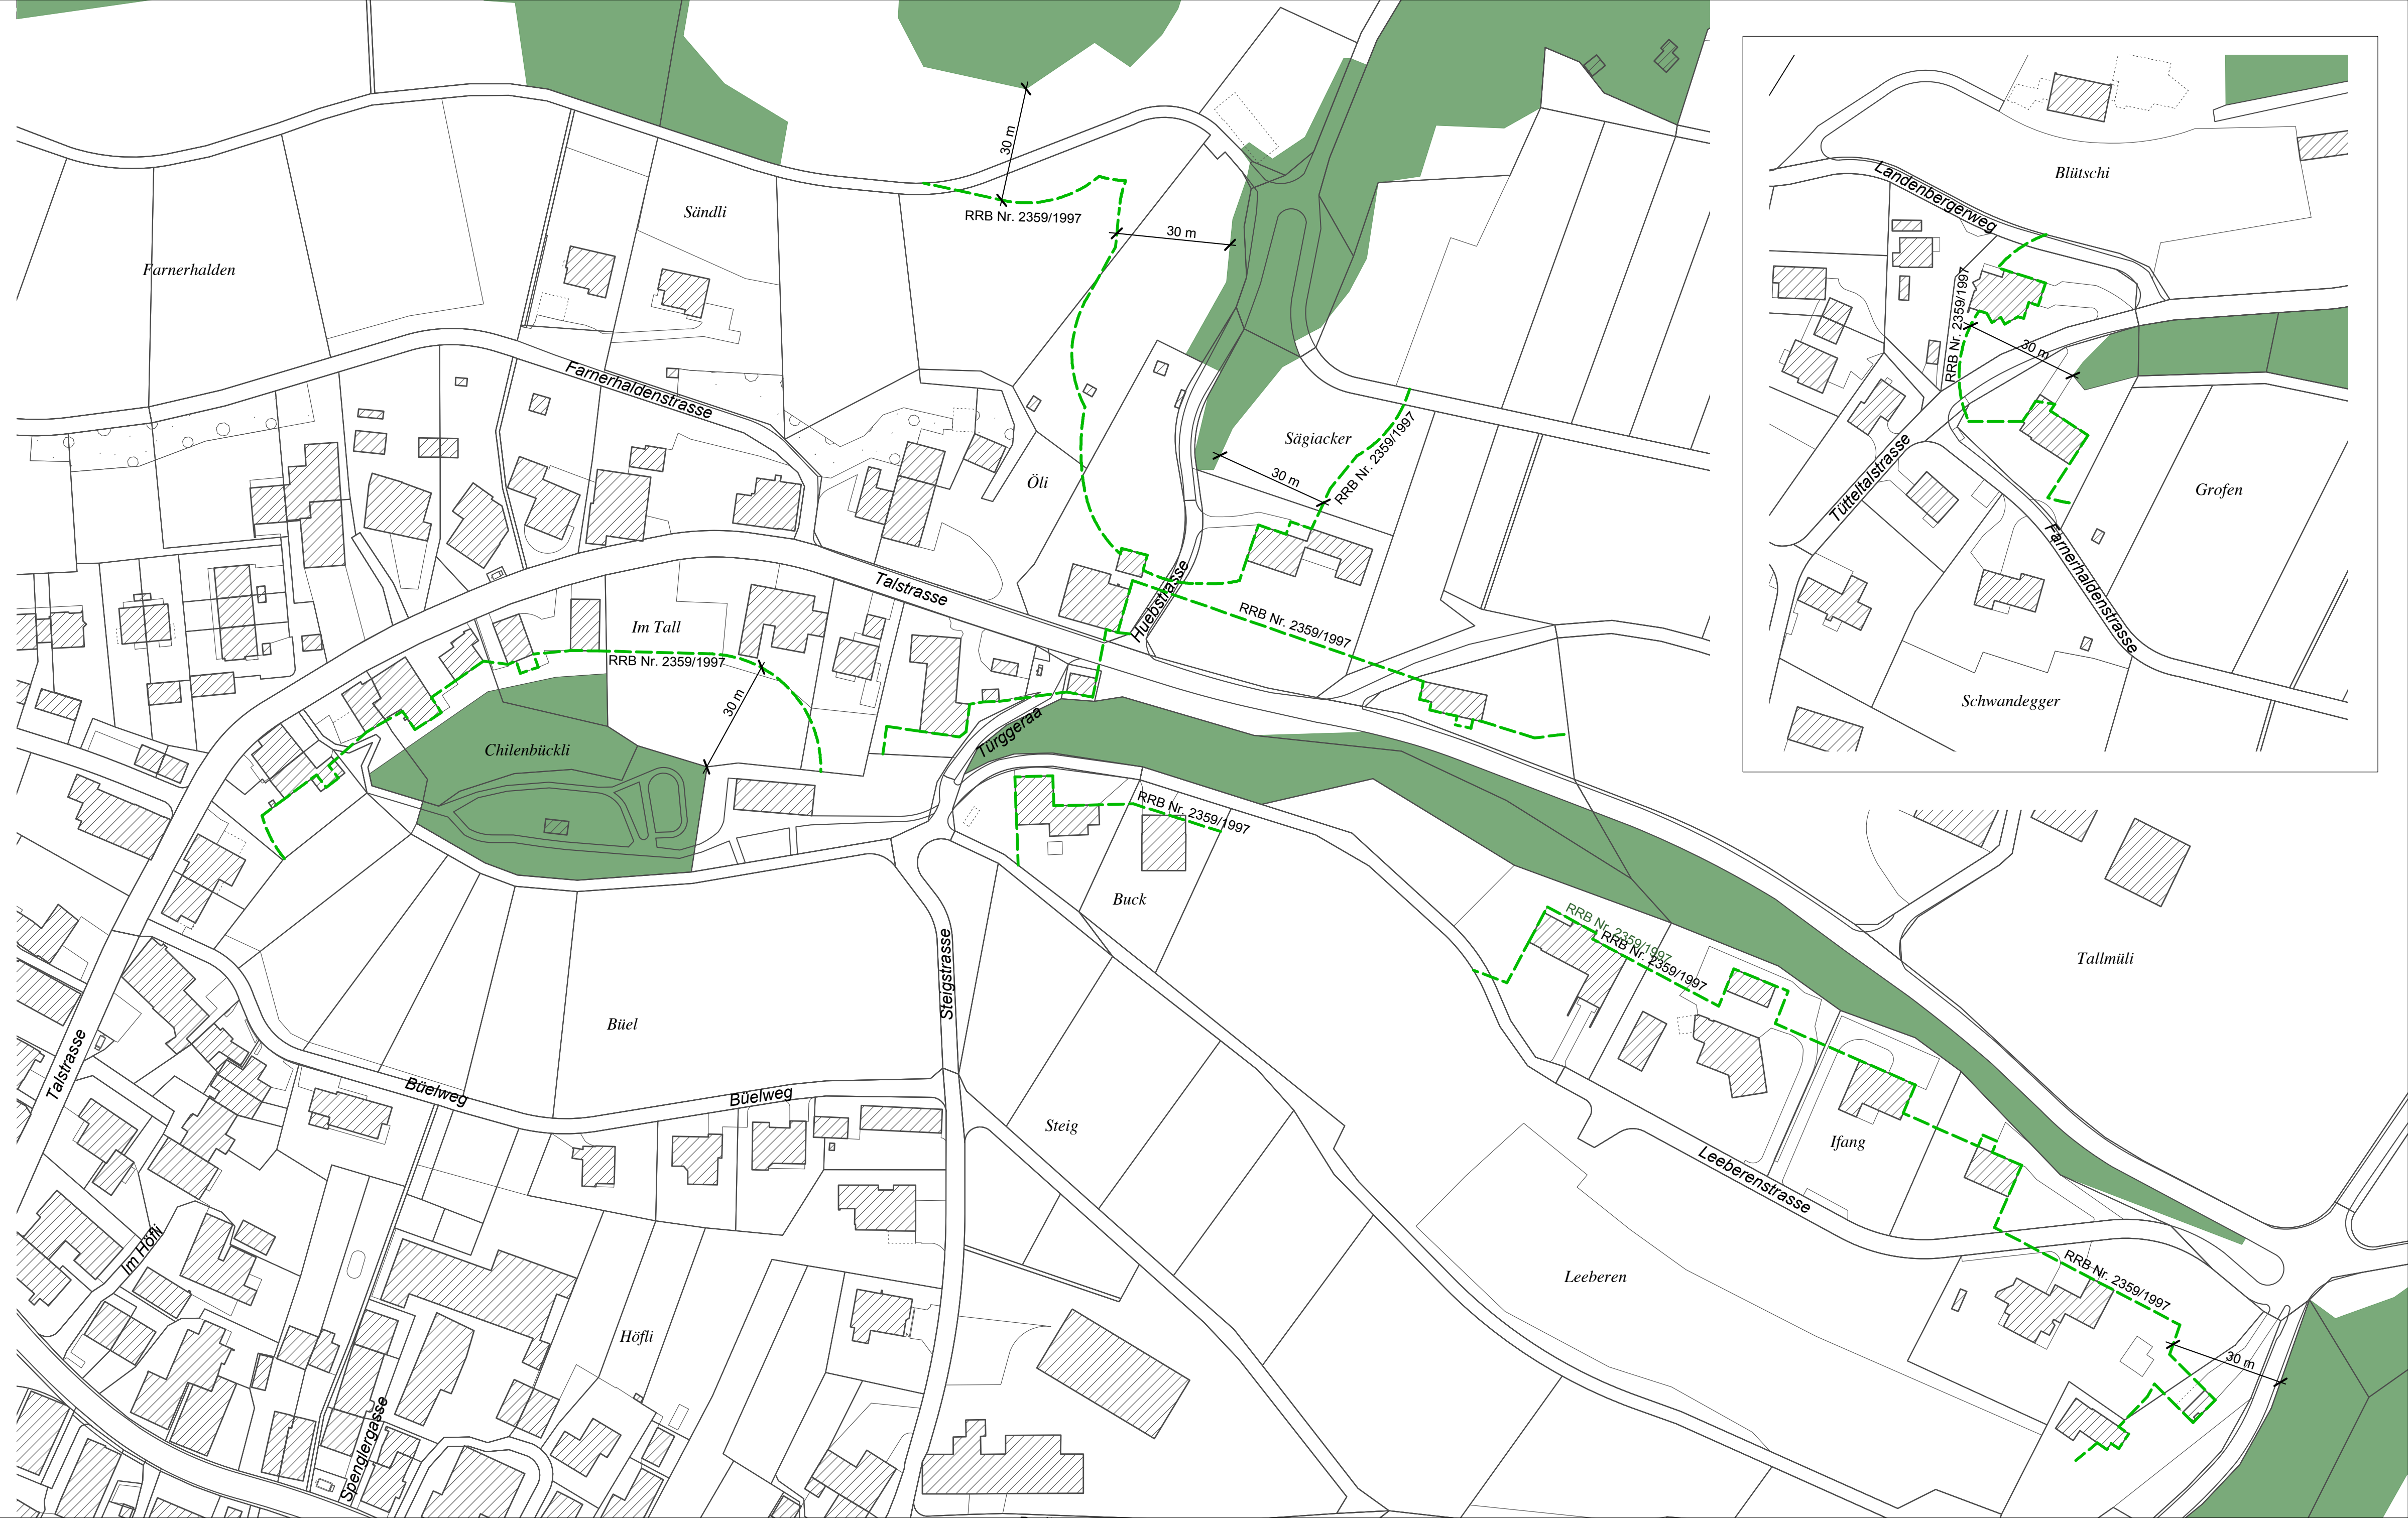 30 m
RRB Nr. 2359/1997
30 m
Sändli
Farnerhalden
Farnerhaldenstrasse
Öli
Sägiacker
30 m
RRB Nr. 2359/1997
Talstrasse
Huebstrasse
RRB Nr. 2359/1997
Im Tall
RRB Nr. 2359/1997
30 m
Chilenbückli
Türggeraa
RRB Nr. 2359/1997
Buck
RRB Nr. 2359/1997
RRB Nr. 2359/1997
Tallmüli
Steigstrasse
Büel
Talstrasse
Büelweg
Büelweg
Steig
Ifang
Leeberenstrasse
Im Höfli
Leeberen
RRB Nr. 2359/1997
30 m
Höfli
Spenglergasse
Blütschi
Landenbergerweg
RRB Nr. 2359/1997
30 m
Tütteltalstrasse
Grofen
Farnerhaldenstrasse
Schwandegger